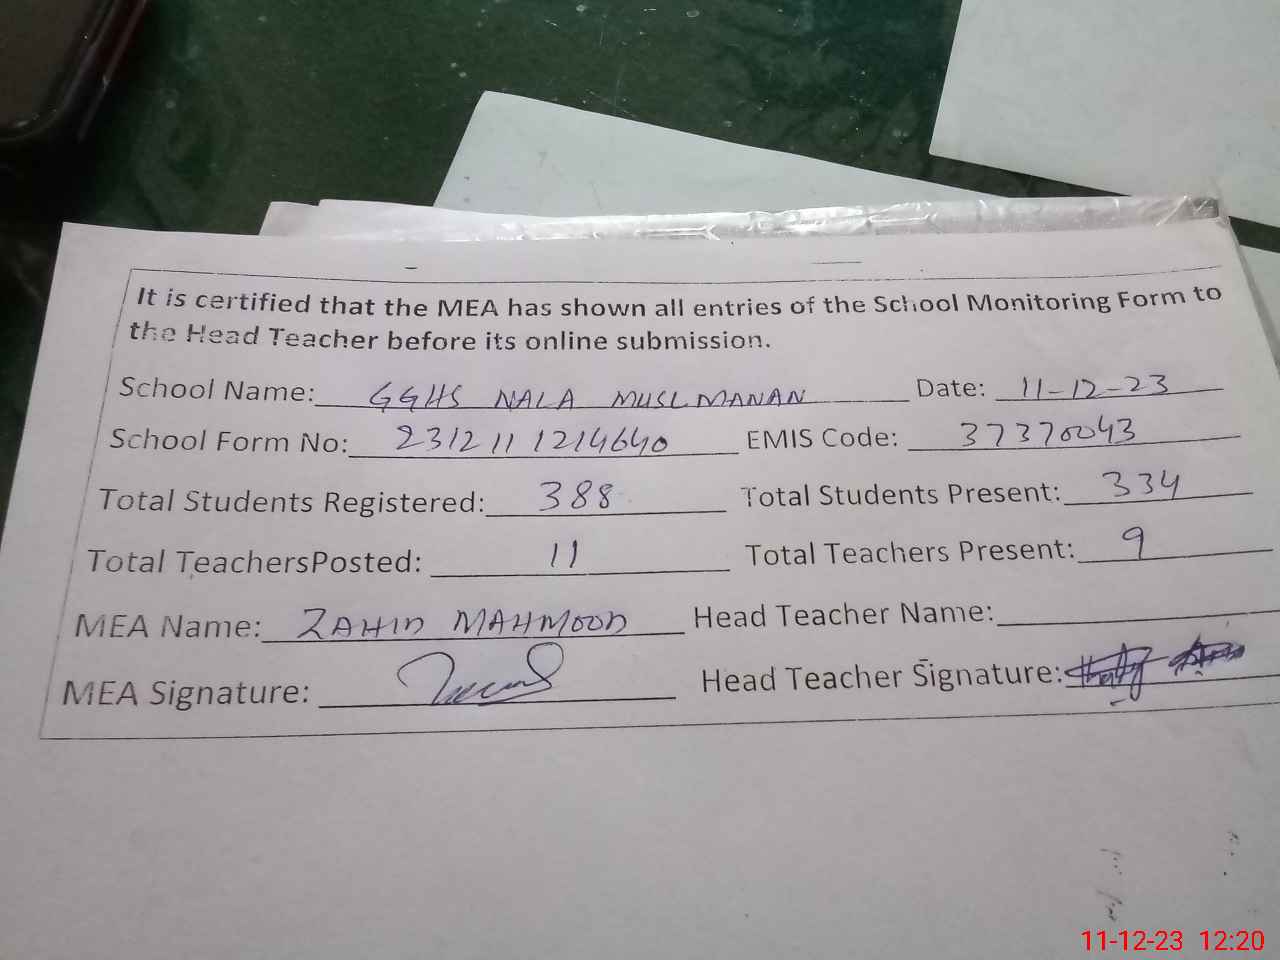 It is certified that the MEA has shown all entries of the School Monitoring Form to
the Head Teacher before its online submission.
School Name: GGHS NALA MUSLMANAN Date: 11-12-23
School Form No: 231211 1214640 EMIS Code: 37370043
Total Students Registered: 388 Total Students Present: 334
Total TeachersPosted: 11 Total Teachers Present: 9
MEA Name: ZAHID MAHMOOD Head Teacher Name:
MEA Signature: Head Teacher Signature:
11-12-23 12:20